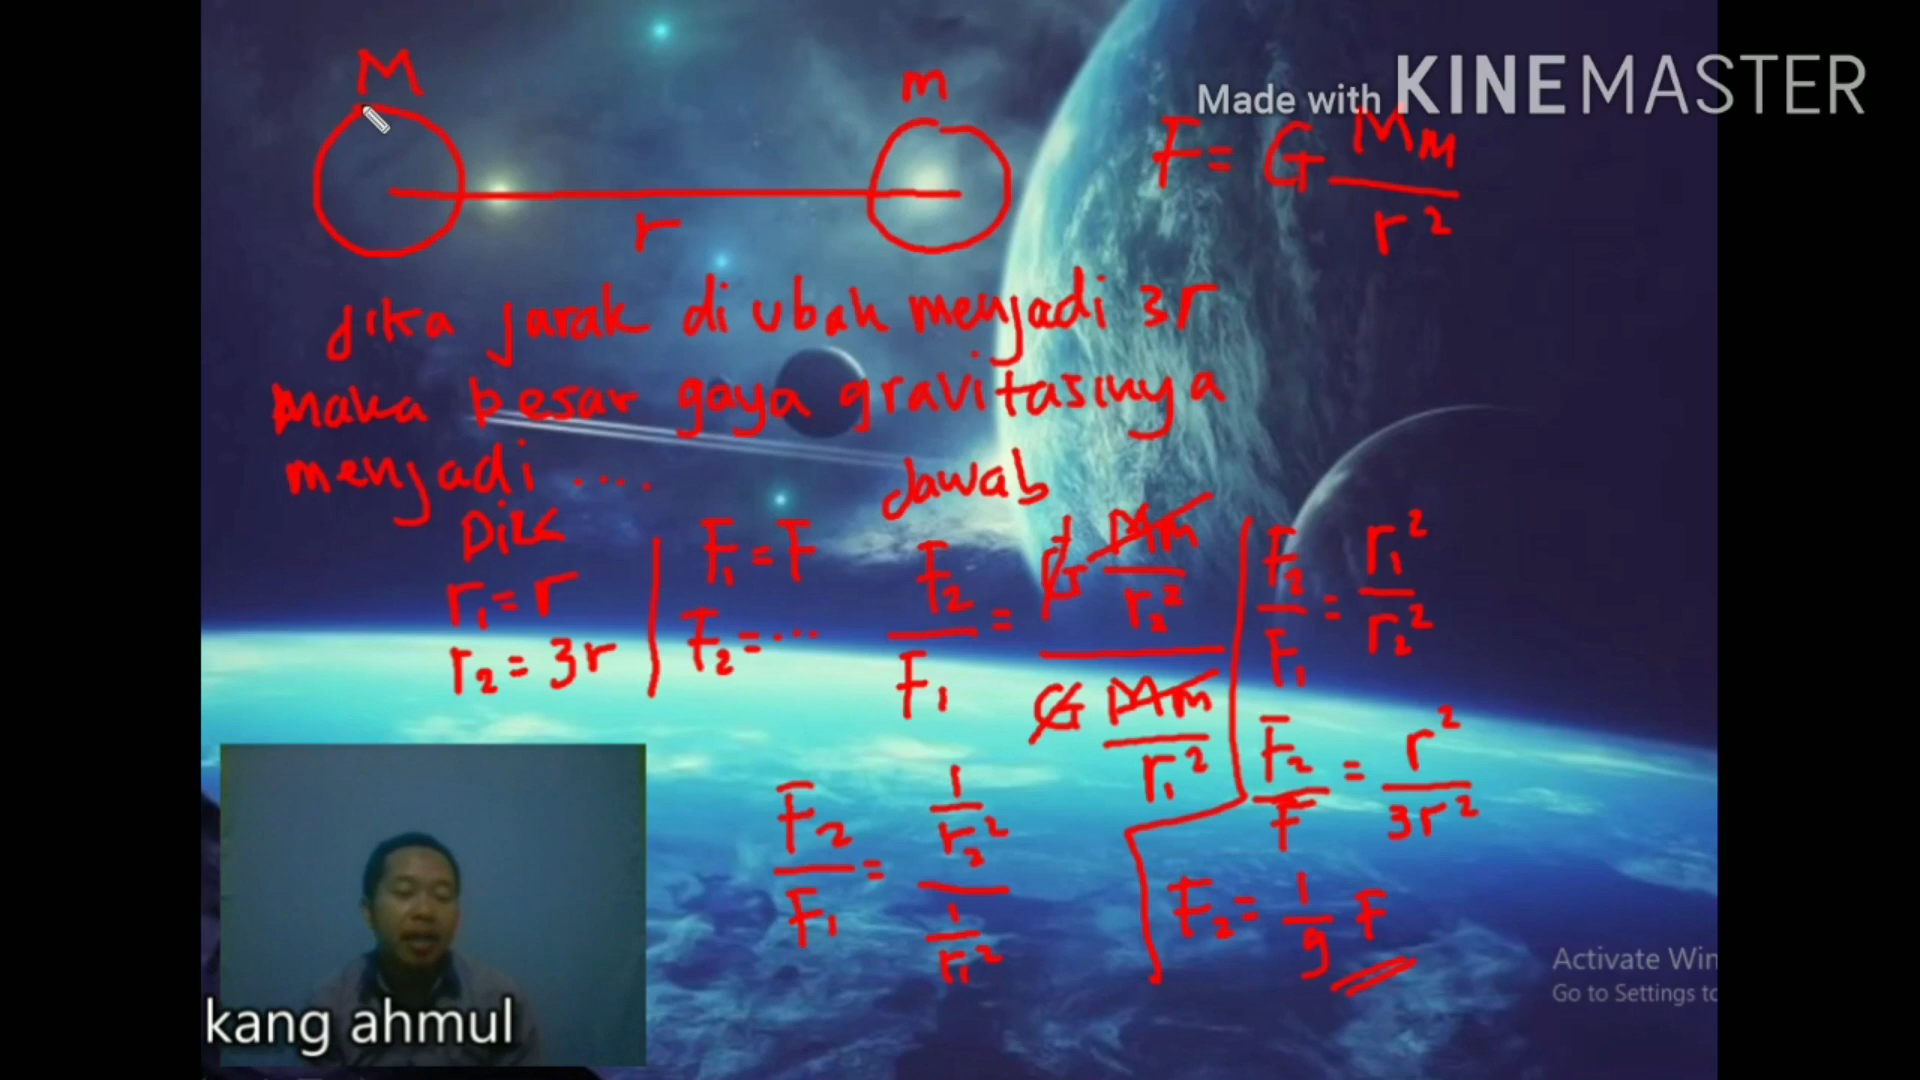 M
m
Made with KINEMASTER
F = G Mm / r²
r
Jika jarak di ubah menjadi 3r
maka besar gaya gravitasinya
menjadi ....
Dik
r₁ = r
r₂ = 3r
F₁ = F
F₂ = ...
Jawab
F₂ / F₁ = G Mm / r₂² / G Mm / r₁²
F₂ / F₁ = 1 / r₂² / 1 / r₁²
F₂ / F₁ = r₁² / r₂²
F₂ / F = r² / 3r²
F₂ = 1/9 F
kang ahmul
Activate Win
Go to Settings to